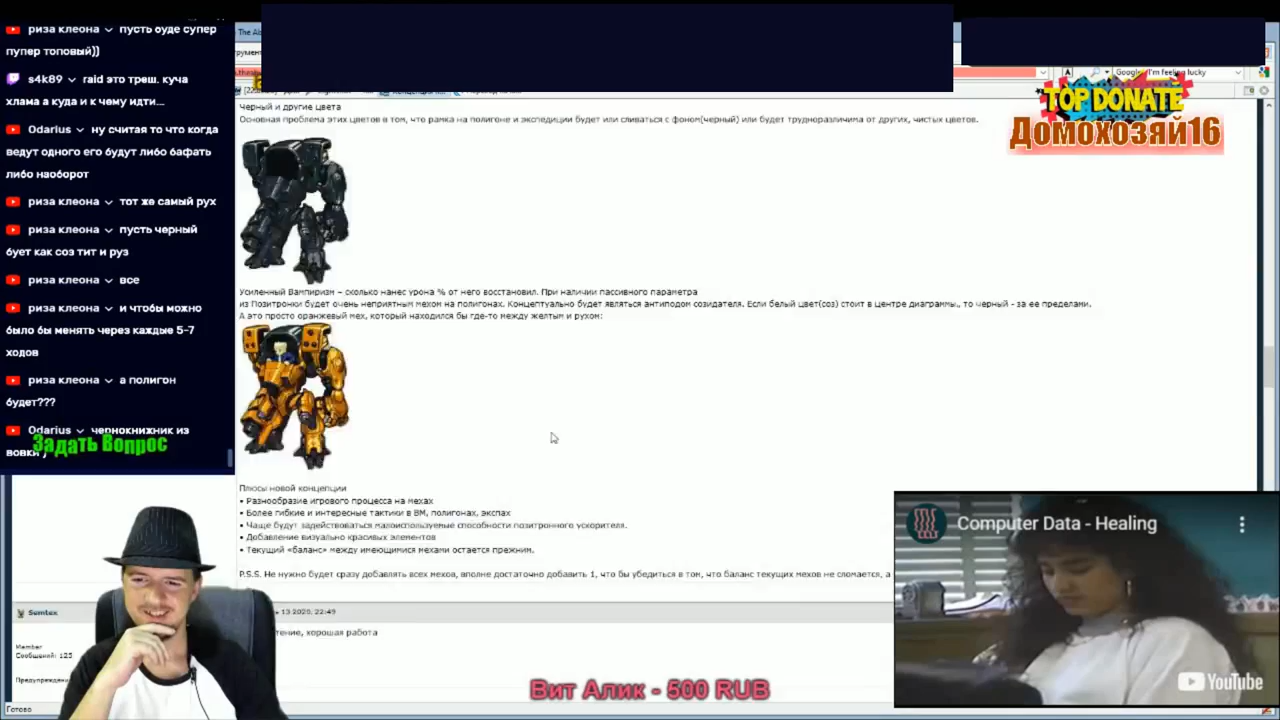 риза клеона пусть буде супер
пупер топовый))
s4k89 raid это треш. куча
хлама а куда и к чему идти...
Odarius ну считая что когда
ведут одного его будут либо бафать
либо наоборот
риза клеона тот же самый рух
риза клеона пусть черный
бует как соз тит и руз
риза клеона все
бы можно
было бы менять через каждые 5-7
ходов
риза клеона а полигон
будет???
Odarius чернокнижник из
Задать Вопрос
The
Google
I'm feeling lucky
TOP DONATE
Домохозяй16
Черный и другие цвета
Основная проблема этих цветов в том, что рамка на полигоне и экспедиции будет или сливаться с фоном(черный) или будет трудноразличима от других, чистых цветов.
Усиленный Вампиризм – сколько нанес урона % от него восстановил. При наличии пассивного параметра
из Позитронки будет очень неприятным мехом на полигонах. Концептуально будет являться антиподом созидателя. Если белый цвет(соз) стоит в центре диаграммы,, то черный - за ее пределами.
А это просто оранжевый мех, который находился бы где-то между желтым и рухом:
Плюсы новой концепции
• Разнообразие игрового процесса на мехах
• Более гибкие и интересные тактики в ВМ, полигонах, экспах
• Чаще будут задействоваться малоиспользуемые способности позитронного ускорителя.
• Добавление визуально красивых элементов
• Текущий «баланс» между имеющимися мехами остается прежним.
P.S.S. Не нужно будет сразу добавлять всех мехов, вполне достаточно добавить 1, что бы убедиться в том, что баланс текущих мехов не сломается, а
Semtex
13 2020, 22:49
Member
Сообщений: 125
Предупрежде
тение, хорошая работа
Готово
Вит Алик - 500 RUB
Computer Data - Healing
YouTube